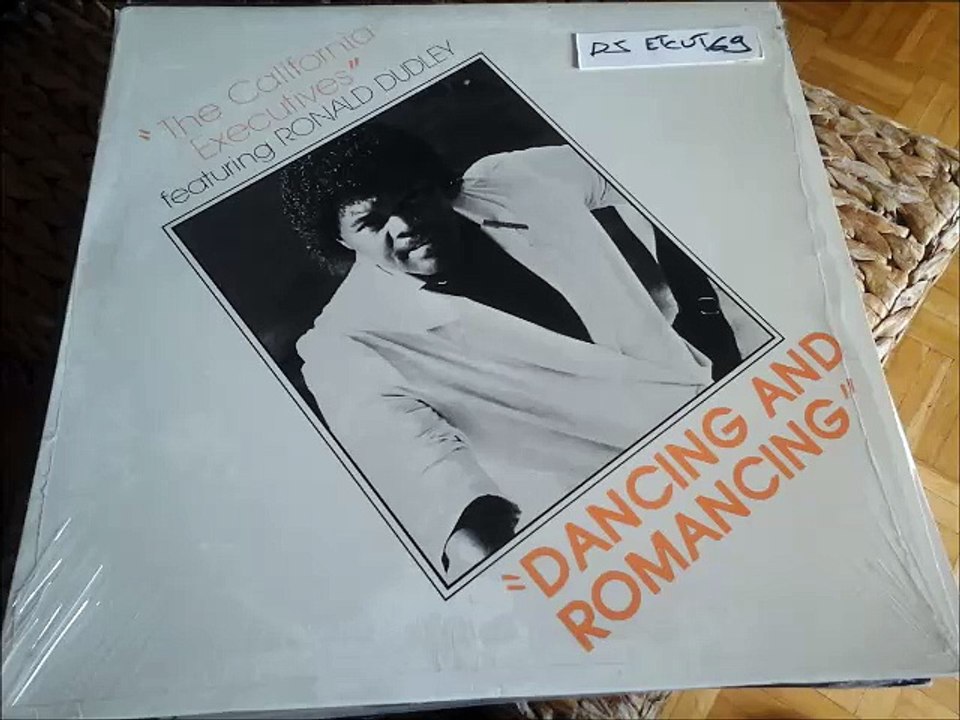 DJ ETCUT69
"The California
Executives"
featuring RONALD DUDLEY
"DANCING AND
ROMANCING"